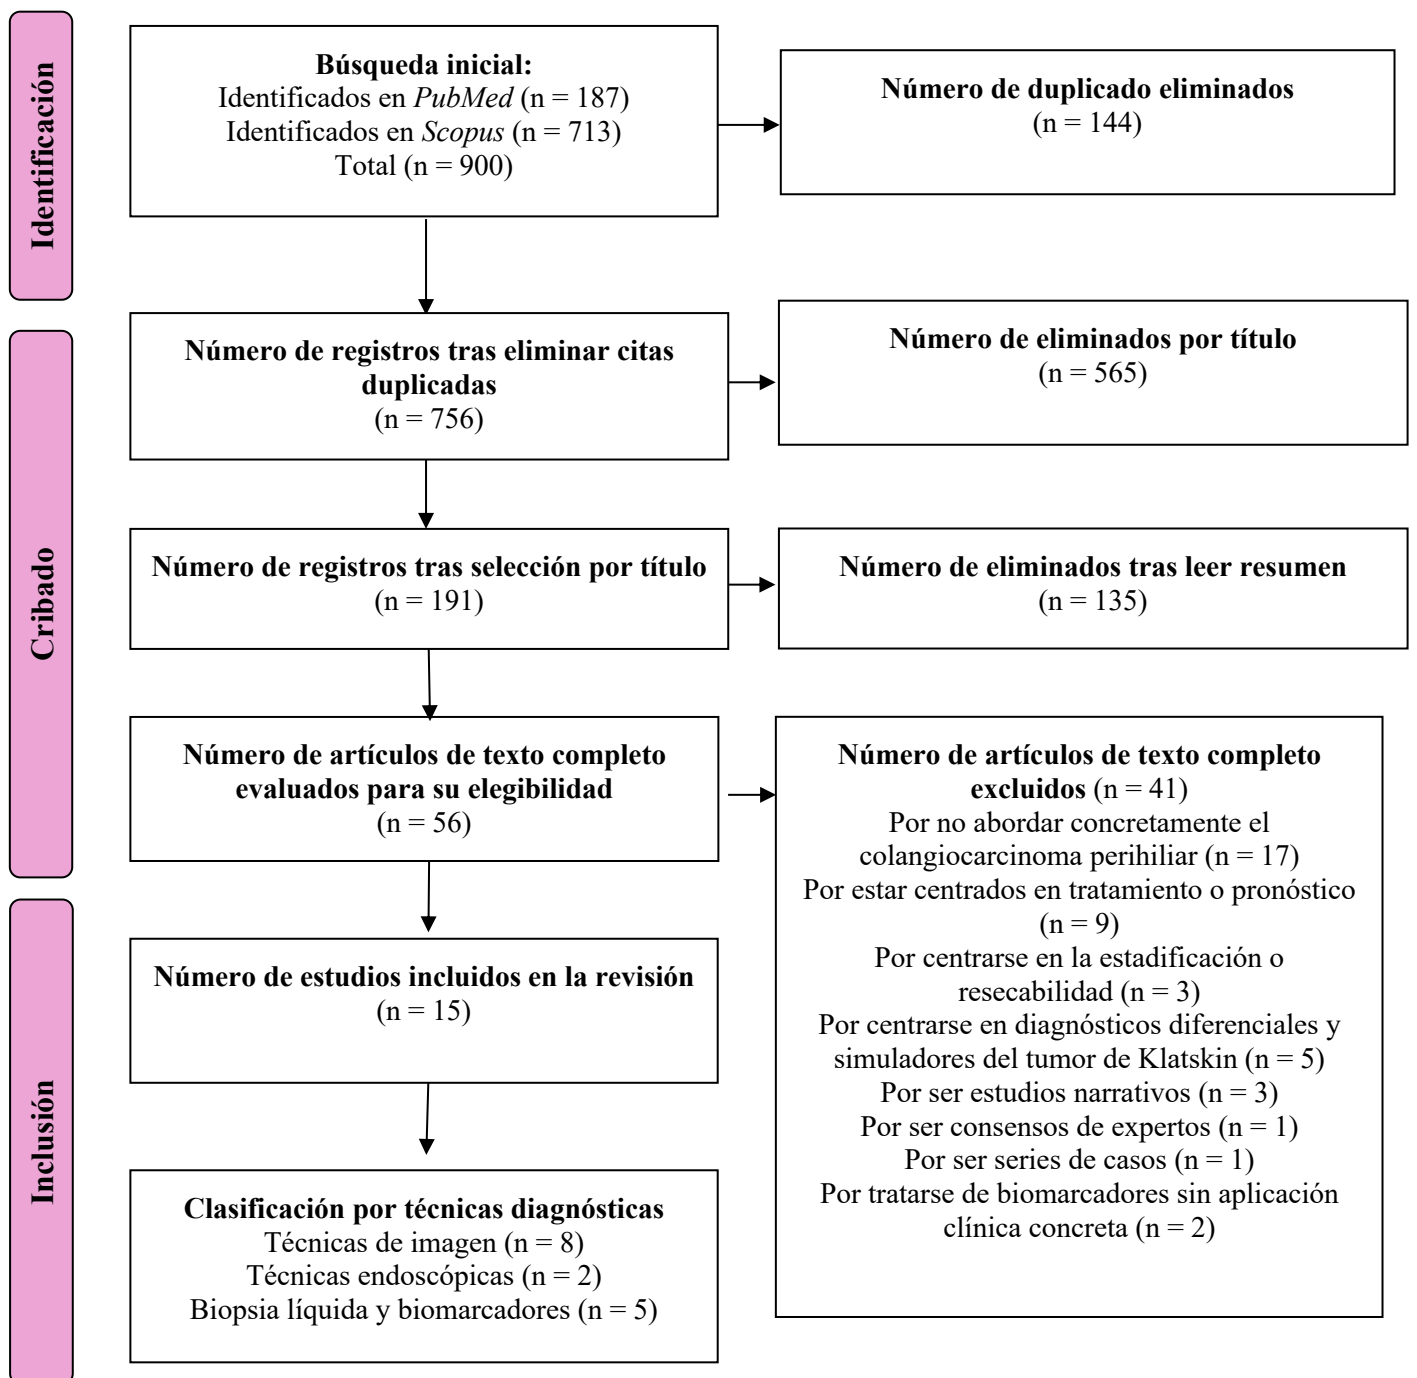 Identificación
Búsqueda inicial:
Identificados en PubMed (n = 187)
Identificados en Scopus (n = 713)
Total (n = 900)
Número de duplicado eliminados
(n = 144)
Cribado
Número de registros tras eliminar citas
duplicadas
(n = 756)
Número de eliminados por título
(n = 565)
Número de registros tras selección por título
(n = 191)
Número de eliminados tras leer resumen
(n = 135)
Número de artículos de texto completo
evaluados para su elegibilidad
(n = 56)
Número de artículos de texto completo
excluidos (n = 41)
Por no abordar concretamente el
colangiocarcinoma perihiliar (n = 17)
Por estar centrados en tratamiento o pronóstico
(n = 9)
Por centrarse en la estadificación o
resecabilidad (n = 3)
Por centrarse en diagnósticos diferenciales y
simuladores del tumor de Klatskin (n = 5)
Por ser estudios narrativos (n = 3)
Por ser consensos de expertos (n = 1)
Por ser series de casos (n = 1)
Por tratarse de biomarcadores sin aplicación
clínica concreta (n = 2)
Inclusión
Número de estudios incluidos en la revisión
(n = 15)
Clasificación por técnicas diagnósticas
Técnicas de imagen (n = 8)
Técnicas endoscópicas (n = 2)
Biopsia líquida y biomarcadores (n = 5)